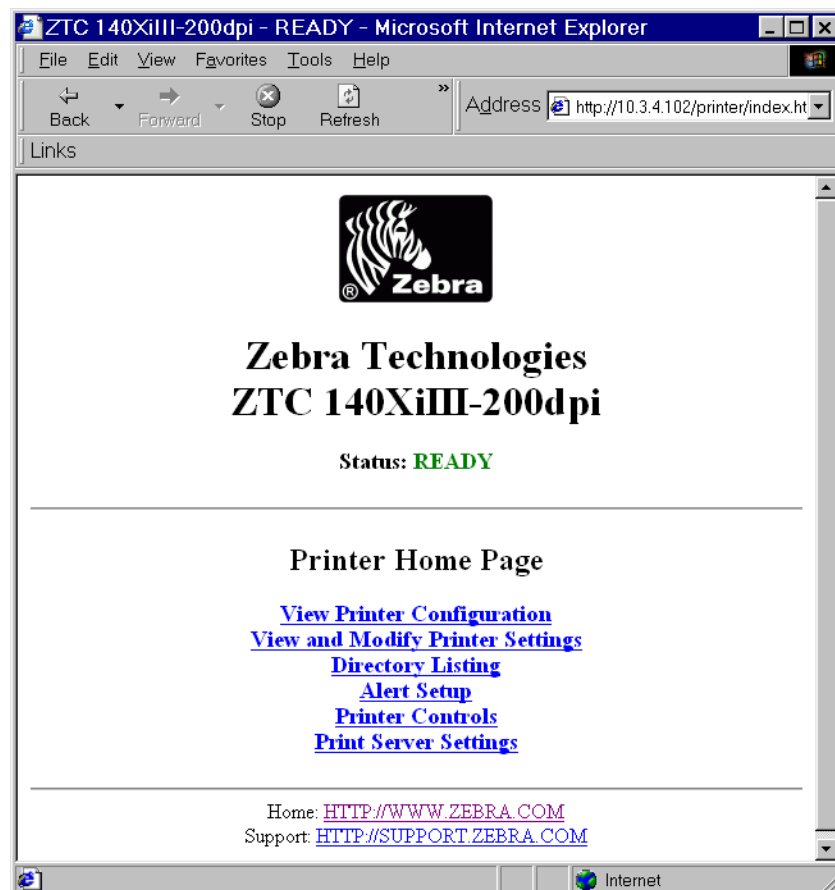 ZTC 140XiIII-200dpi - READY - Microsoft Internet Explorer
File Edit View Favorites Tools Help
Back Forward Stop Refresh » Address http://10.3.4.102/printer/index.ht
Links
Zebra
®
Zebra Technologies
ZTC 140XiIII-200dpi
Status: READY
Printer Home Page
View Printer Configuration
View and Modify Printer Settings
Directory Listing
Alert Setup
Printer Controls
Print Server Settings
Home: HTTP://WWW.ZEBRA.COM
Support: HTTP://SUPPORT.ZEBRA.COM
Internet